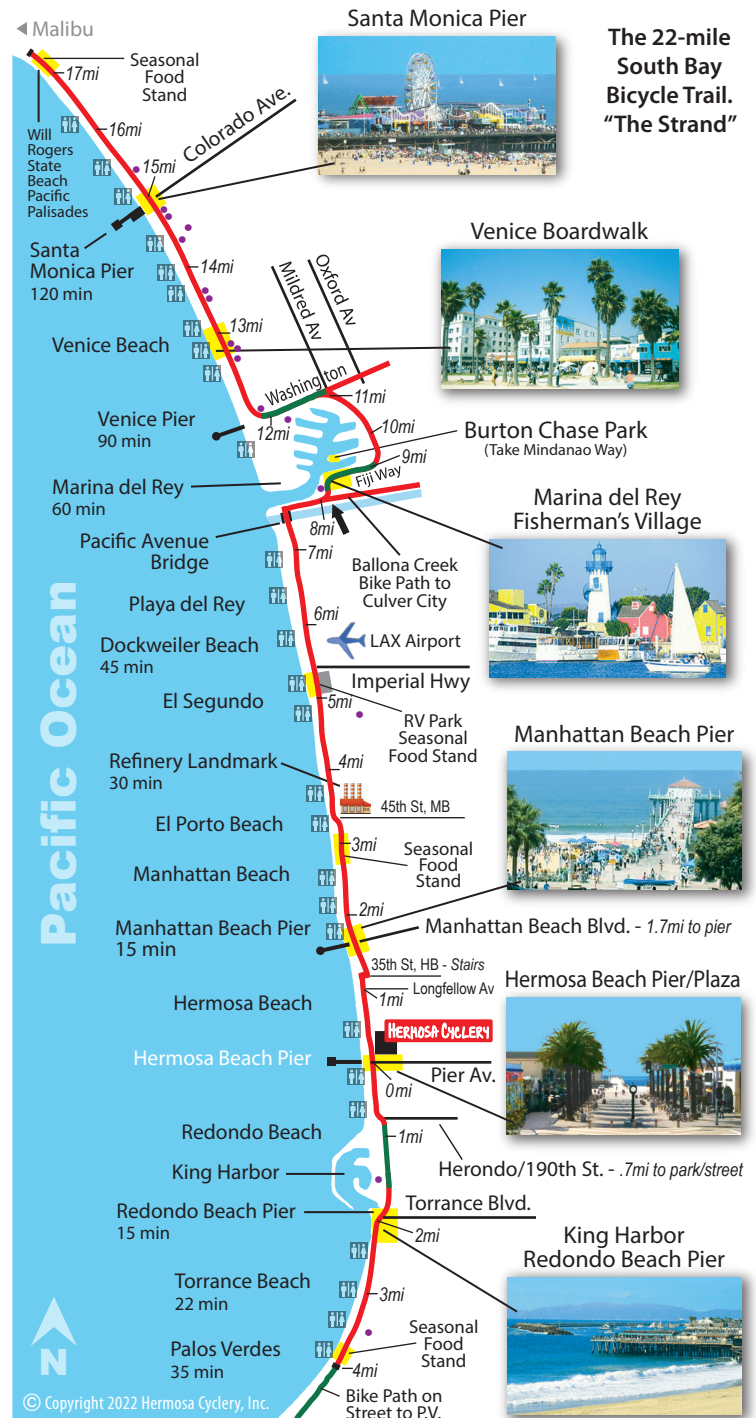 Malibu
Santa Monica Pier
The 22-mile
South Bay
Bicycle Trail.
“The Strand”
17mi
Seasonal
Food
Stand
Will
Rogers
State
Beach
Pacific
Palisades
16mi
15mi
Colorado Ave.
Santa
Monica Pier
120 min
14mi
Venice Boardwalk
13mi
Venice Beach
Mildred Av
Oxford Av
Washington
11mi
Venice Pier
90 min
12mi
10mi
Burton Chase Park
(Take Mindanao Way)
9mi
Fiji Way
Marina del Rey
60 min
Marina del Rey
Fisherman’s Village
8mi
Pacific Avenue
Bridge
7mi
Ballona Creek
Bike Path to
Culver City
Pacific Ocean
Playa del Rey
6mi
Dockweiler Beach
45 min
LAX Airport
Imperial Hwy
El Segundo
5mi
RV Park
Seasonal
Food Stand
Manhattan Beach Pier
Refinery Landmark
30 min
4mi
45th St, MB
El Porto Beach
3mi
Seasonal
Food
Stand
Manhattan Beach
2mi
Manhattan Beach Pier
15 min
Manhattan Beach Blvd. - 1.7mi to pier
35th St, HB - Stairs
Longfellow Av
1mi
Hermosa Beach
Hermosa Beach Pier/Plaza
HERMOSA CYCLERY
Hermosa Beach Pier
Pier Av.
0mi
Redondo Beach
1mi
King Harbor
Herondo/190th St. - .7mi to park/street
Redondo Beach Pier
15 min
Torrance Blvd.
2mi
King Harbor
Redondo Beach Pier
Torrance Beach
22 min
3mi
Palos Verdes
35 min
Seasonal
Food
Stand
4mi
N
© Copyright 2022 Hermosa Cyclery, Inc.
Bike Path on
Street to P.V.